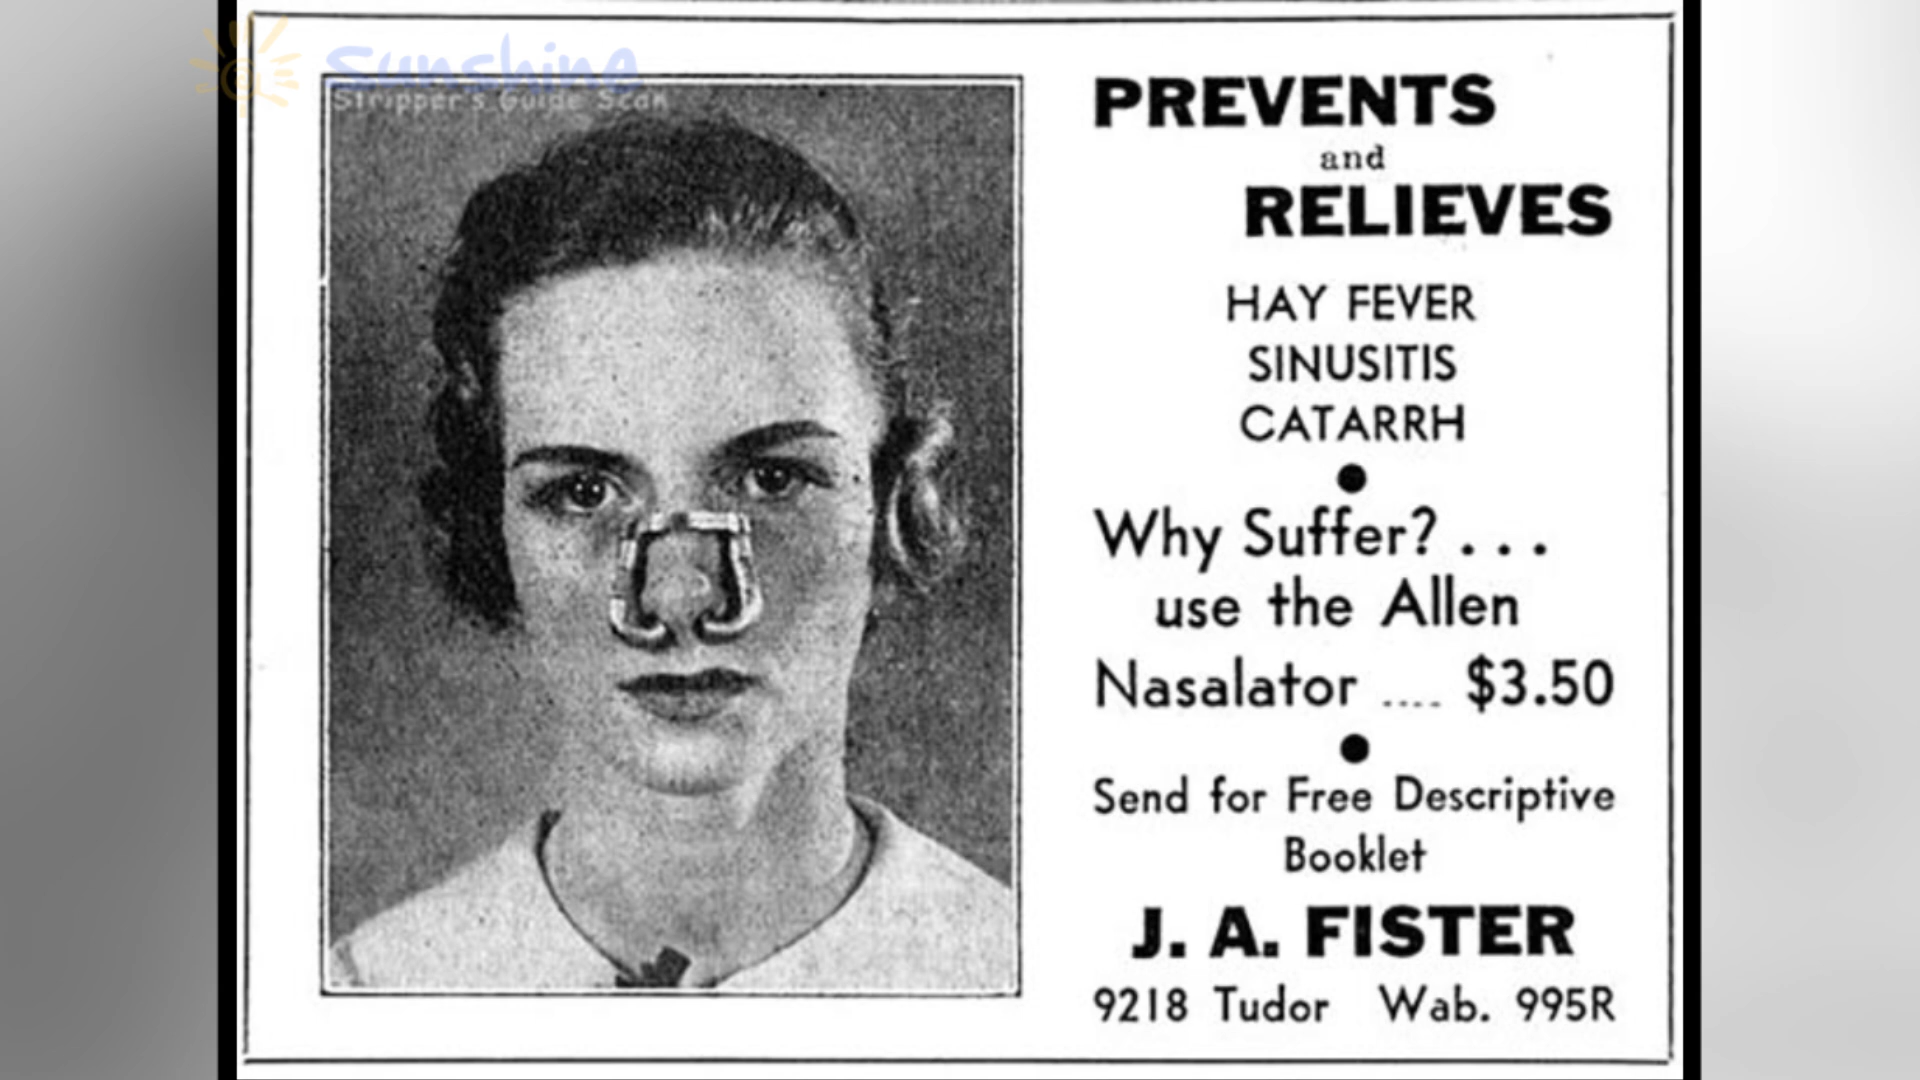 Sunshine
Stripper's Guide Scan
PREVENTS
and
RELIEVES
HAY FEVER
SINUSITIS
CATARRH
Why Suffer? . . .
use the Allen
Nasalator .... $3.50
Send for Free Descriptive
Booklet
J. A. FISTER
9218 Tudor Wab. 995R